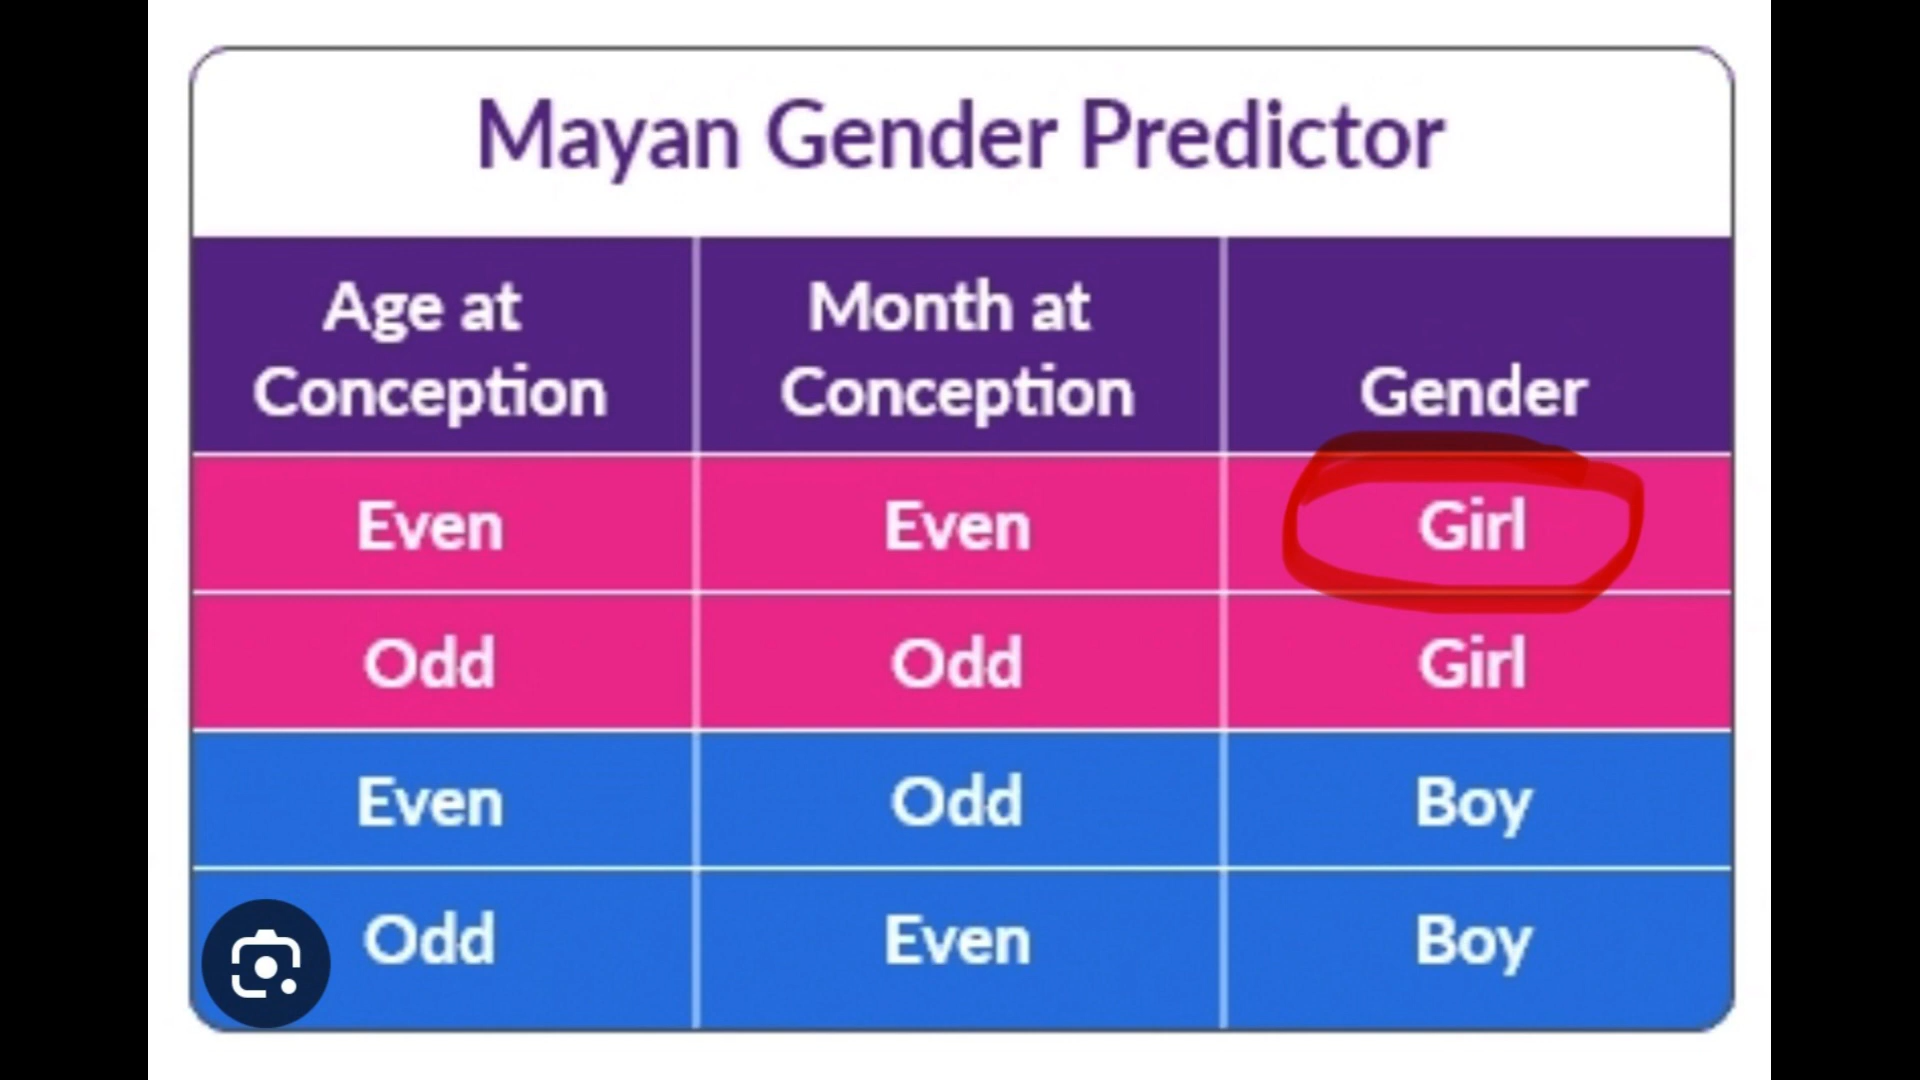 Mayan Gender Predictor
Age at Conception Month at Conception Gender
Even Even Girl
Odd Odd Girl
Even Odd Boy
Odd Even Boy